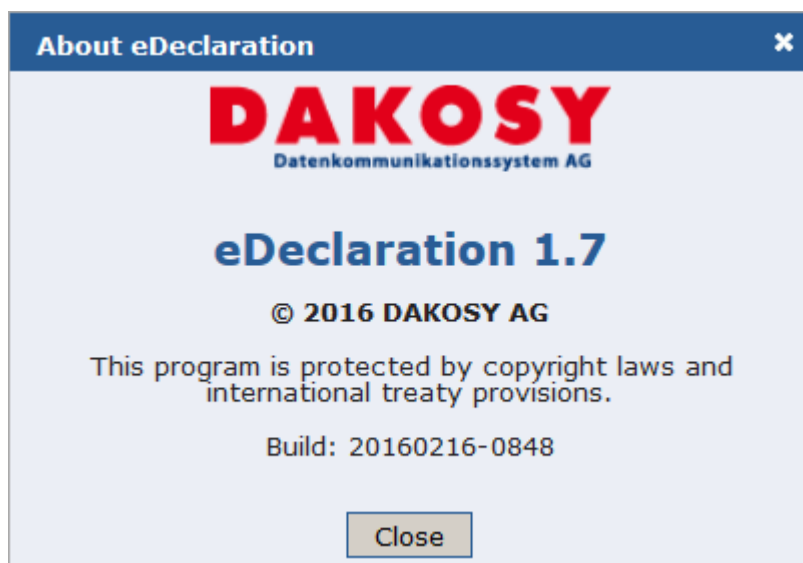 About eDeclaration
DAKOSY
Datenkommunikationssystem AG
eDeclaration 1.7
© 2016 DAKOSY AG
This program is protected by copyright laws and
international treaty provisions.
Build: 20160216-0848
Close